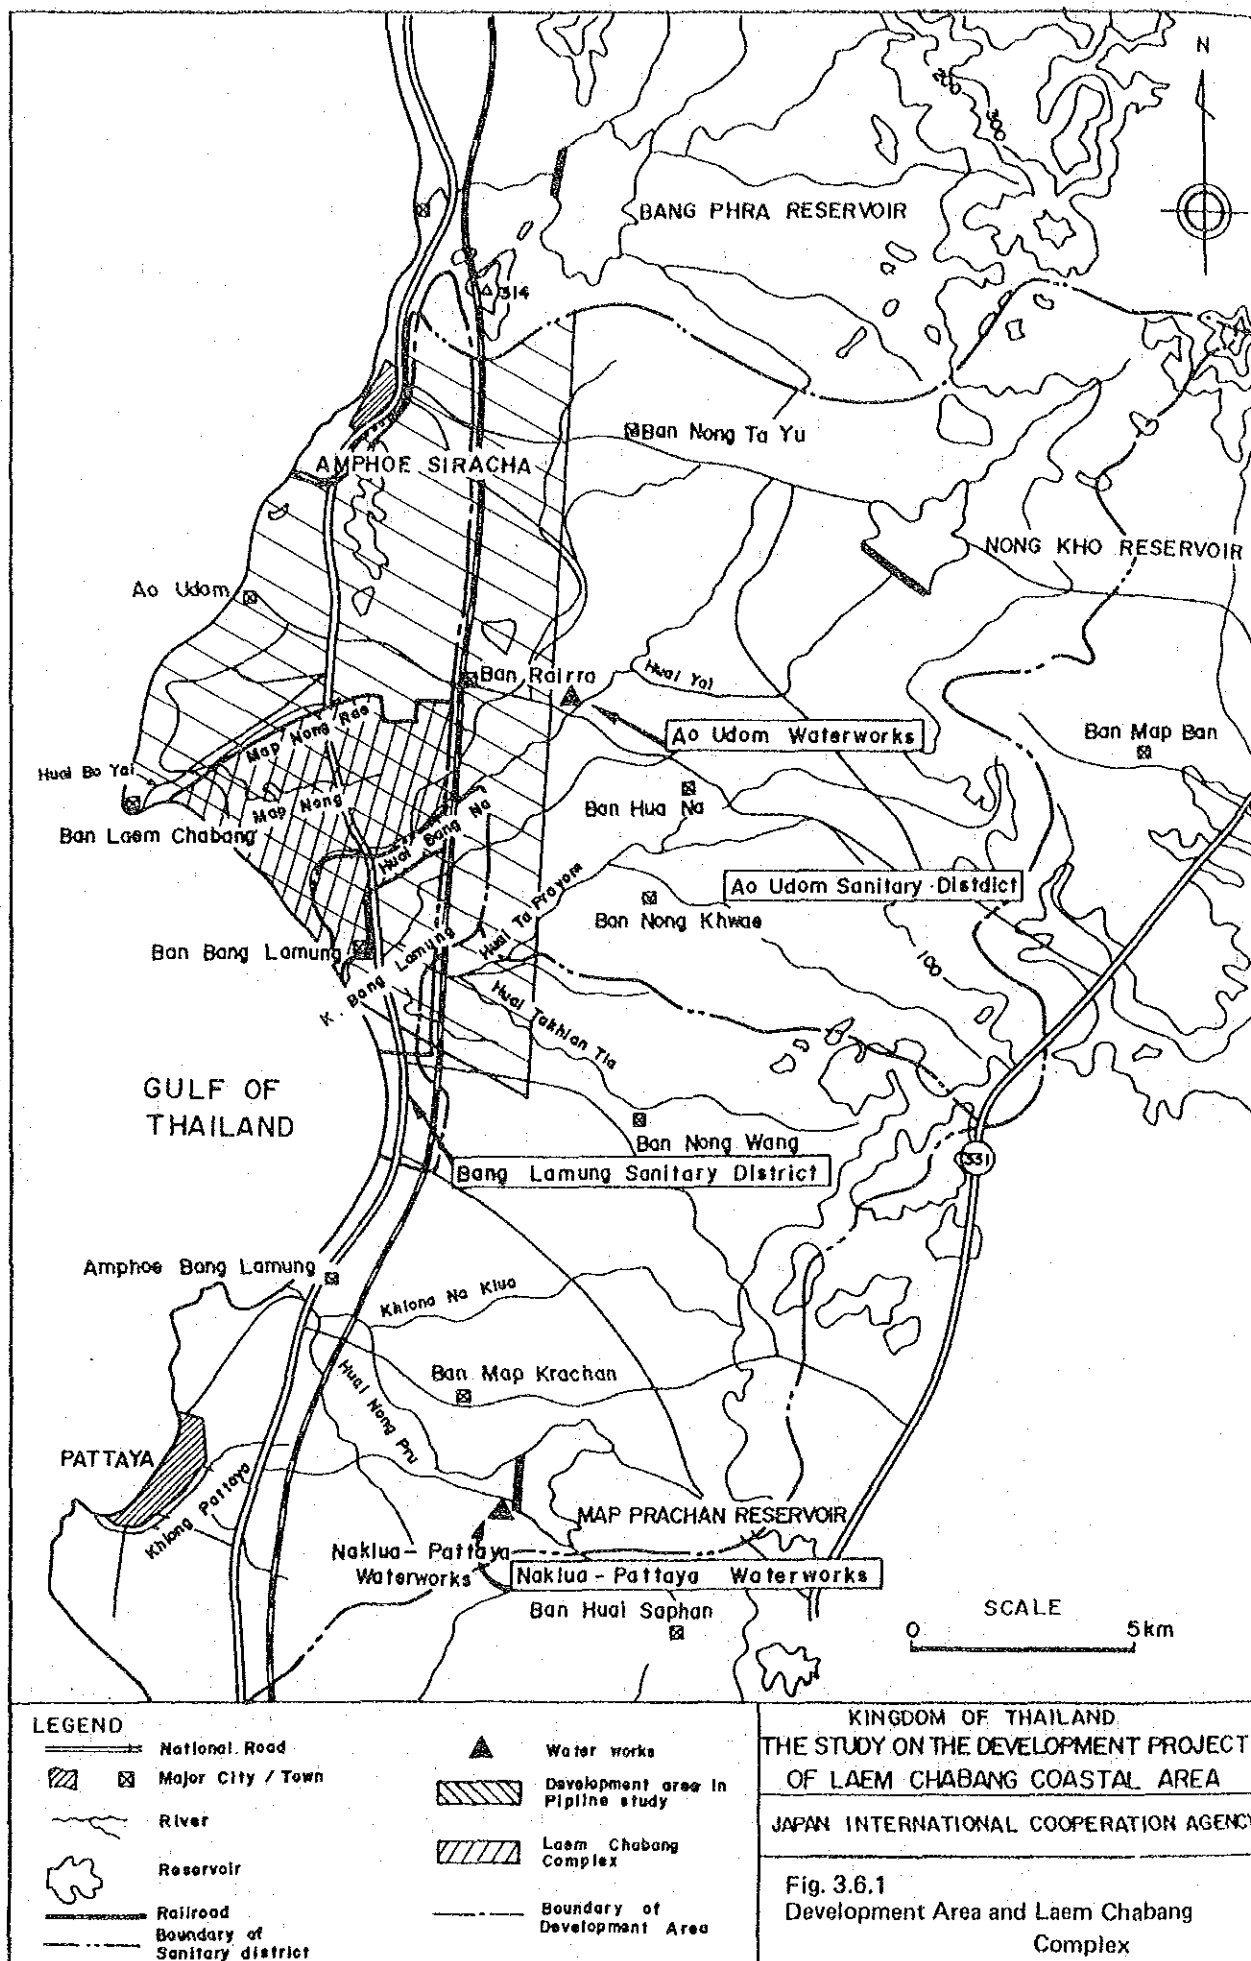 N
200
300
BANG PHRA RESERVOIR
314
Ban Nong Ta Yu
AMPHOE SIRACHA
NONG KHO RESERVOIR
Ao Udom
Ban Rairra
Huai Yai
Map Nong Rae
Ao Udom Waterworks
Ban Map Ban
Huai Bo Yai
Map Nong
Ban Hua Na
Ban Laem Chabang
Huai Bang Na
Ao Udom Sanitary Distdict
Huai Ta Prayom
Ban Nong Khwae
Ban Bang Lamung
K. Bang Lamung
100
Huai Takhian Tia
GULF OF
THAILAND
Ban Nong Wang
331
Bang Lamung Sanitary District
Amphoe Bang Lamung
Khlong Na Klua
Ban Map Krachan
Huai Nong Pru
PATTAYA
Khlong Pattaya
MAP PRACHAN RESERVOIR
Naklua-Pattaya
Waterworks
Naklua-Pattaya Waterworks
Ban Huai Saphan
SCALE
0 5km
LEGEND
National Road
Major City / Town
River
Reservoir
Railroad
Boundary of
Sanitary district
Water works
Development area in
Pipline study
Laem Chabang
Complex
Boundary of
Development Area
KINGDOM OF THAILAND
THE STUDY ON THE DEVELOPMENT PROJECT
OF LAEM CHABANG COASTAL AREA
JAPAN INTERNATIONAL COOPERATION AGENCY
Fig. 3.6.1
Development Area and Laem Chabang
Complex